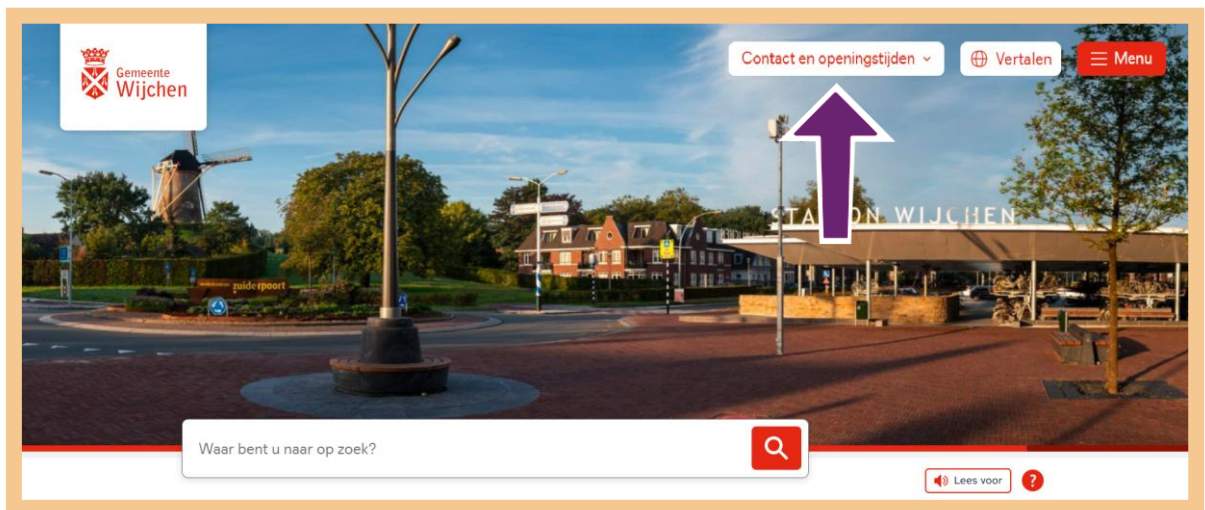 Gemeente
Wijchen
Contact en openingstijden
Vertalen
Menu
STATION WIJCHEN
zuiderpoort
Waar bent u naar op zoek?
Lees voor
?